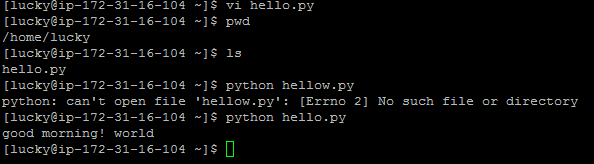 [lucky@ip-172-31-16-104 ~]$ vi hello.py
[lucky@ip-172-31-16-104 ~]$ pwd
/home/lucky
[lucky@ip-172-31-16-104 ~]$ ls
hello.py
[lucky@ip-172-31-16-104 ~]$ python hellow.py
python: can't open file 'hellow.py': [Errno 2] No such file or directory
[lucky@ip-172-31-16-104 ~]$ python hello.py
good morning! world
[lucky@ip-172-31-16-104 ~]$